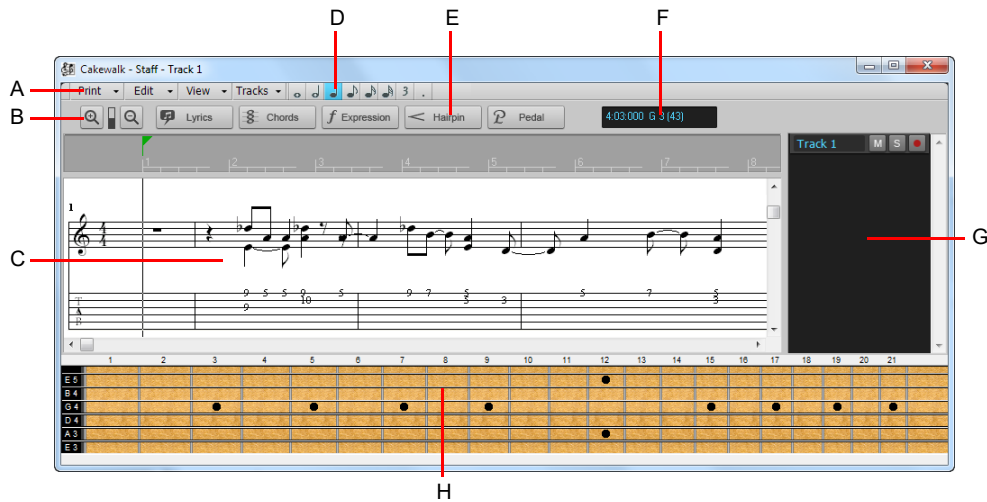 D E F
Cakewalk - Staff - Track 1
A Print Edit View Tracks 3 .
B Lyrics Chords f Expression Hairpin Pedal 4:03:000 G 3 (43)
Track 1 M S
1 2 3 4 5 6 7 8
1
4
4
C G
9 5 5 9 5 9 7 5 5 7 5
T 9 10 5 3 3
A
B
1 2 3 4 5 6 7 8 9 10 11 12 13 14 15 16 17 18 19 20 21
E 5
B 4
G 4
D 4
A 3
E 3
H